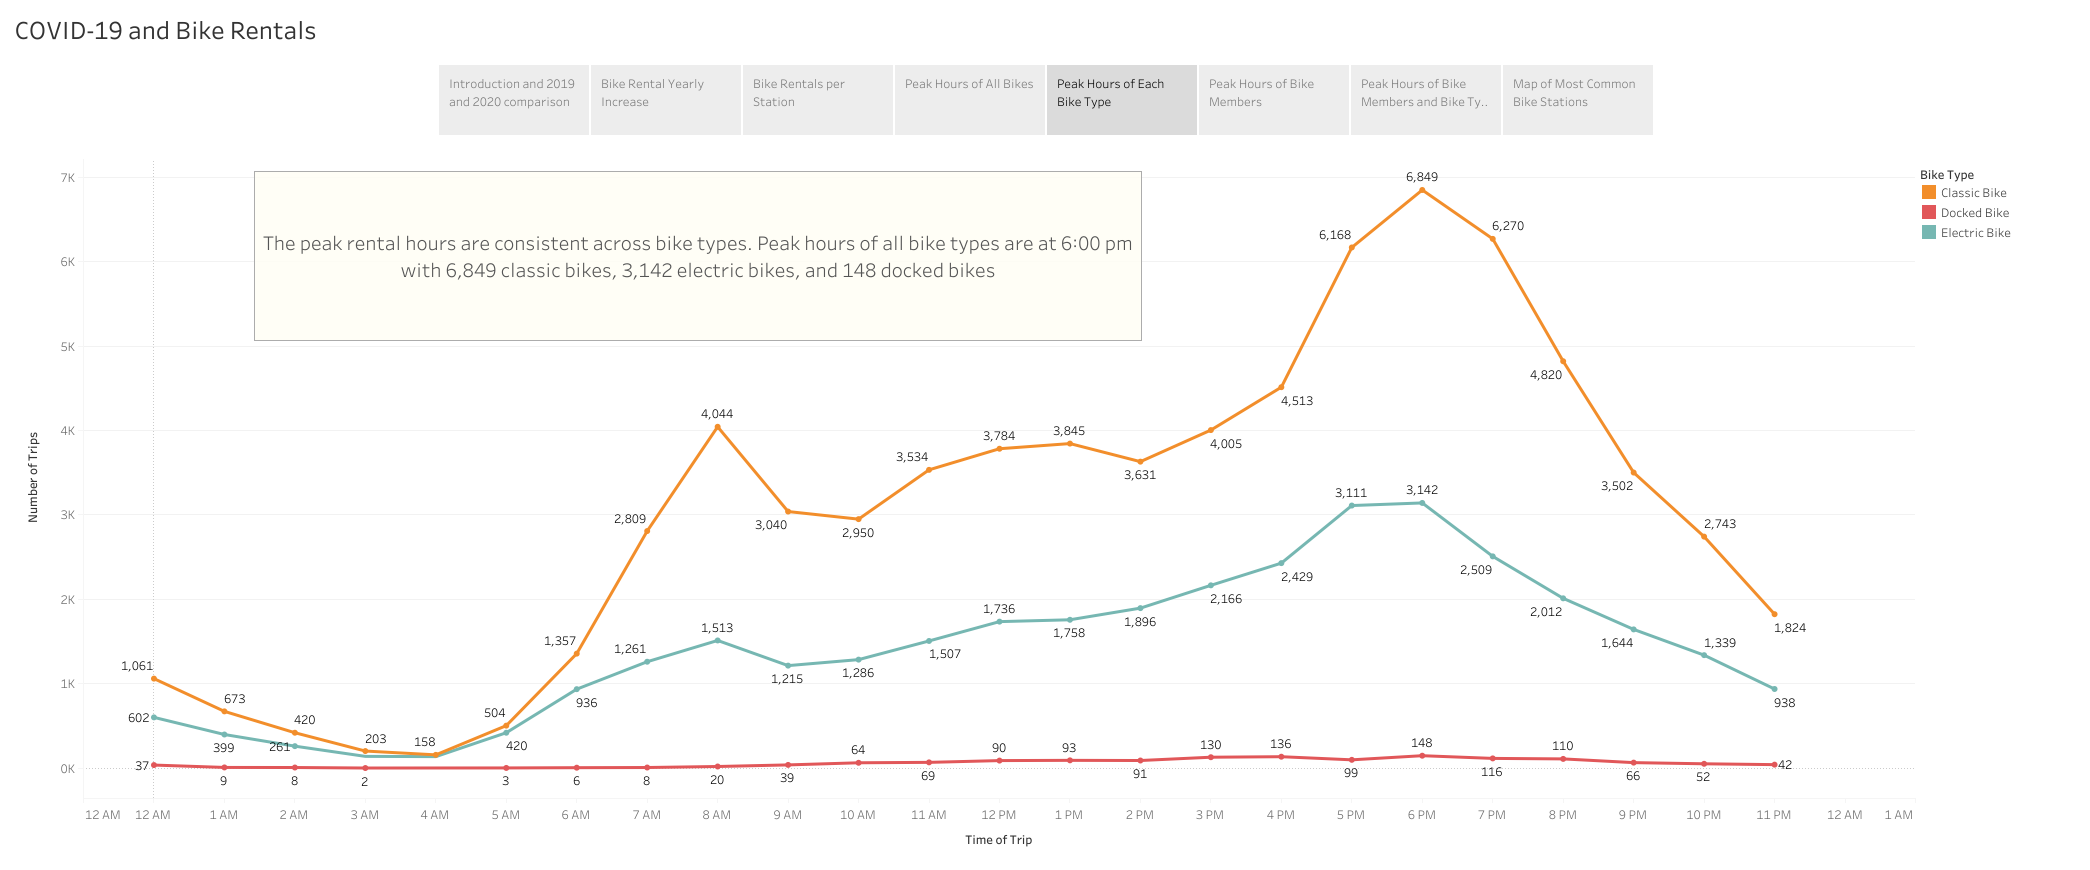 COVID-19 and Bike Rentals
Introduction and 2019
and 2020 comparison
Bike Rental Yearly
Increase
Bike Rentals per
Station
Peak Hours of All Bikes
Peak Hours of Each
Bike Type
Peak Hours of Bike
Members
Peak Hours of Bike
Members and Bike Ty..
Map of Most Common
Bike Stations
The peak rental hours are consistent across bike types. Peak hours of all bike types are at 6:00 pm
with 6,849 classic bikes, 3,142 electric bikes, and 148 docked bikes
Bike Type
Classic Bike
Docked Bike
Electric Bike
Number of Trips
7K
6K
5K
4K
3K
2K
1K
0K
1,061
673
420
203
158
504
1,357
2,809
4,044
3,040
2,950
3,534
3,784
3,845
3,631
4,005
4,513
6,168
6,849
6,270
4,820
3,502
2,743
1,824
602
399
261
420
936
1,261
1,513
1,215
1,286
1,507
1,736
1,758
1,896
2,166
2,429
3,111
3,142
2,509
2,012
1,644
1,339
938
37
9
8
2
3
6
8
20
39
64
69
90
93
91
130
136
99
148
116
110
66
52
42
12 AM 12 AM 1 AM 2 AM 3 AM 4 AM 5 AM 6 AM 7 AM 8 AM 9 AM 10 AM 11 AM 12 PM 1 PM 2 PM 3 PM 4 PM 5 PM 6 PM 7 PM 8 PM 9 PM 10 PM 11 PM 12 AM 1 AM
Time of Trip